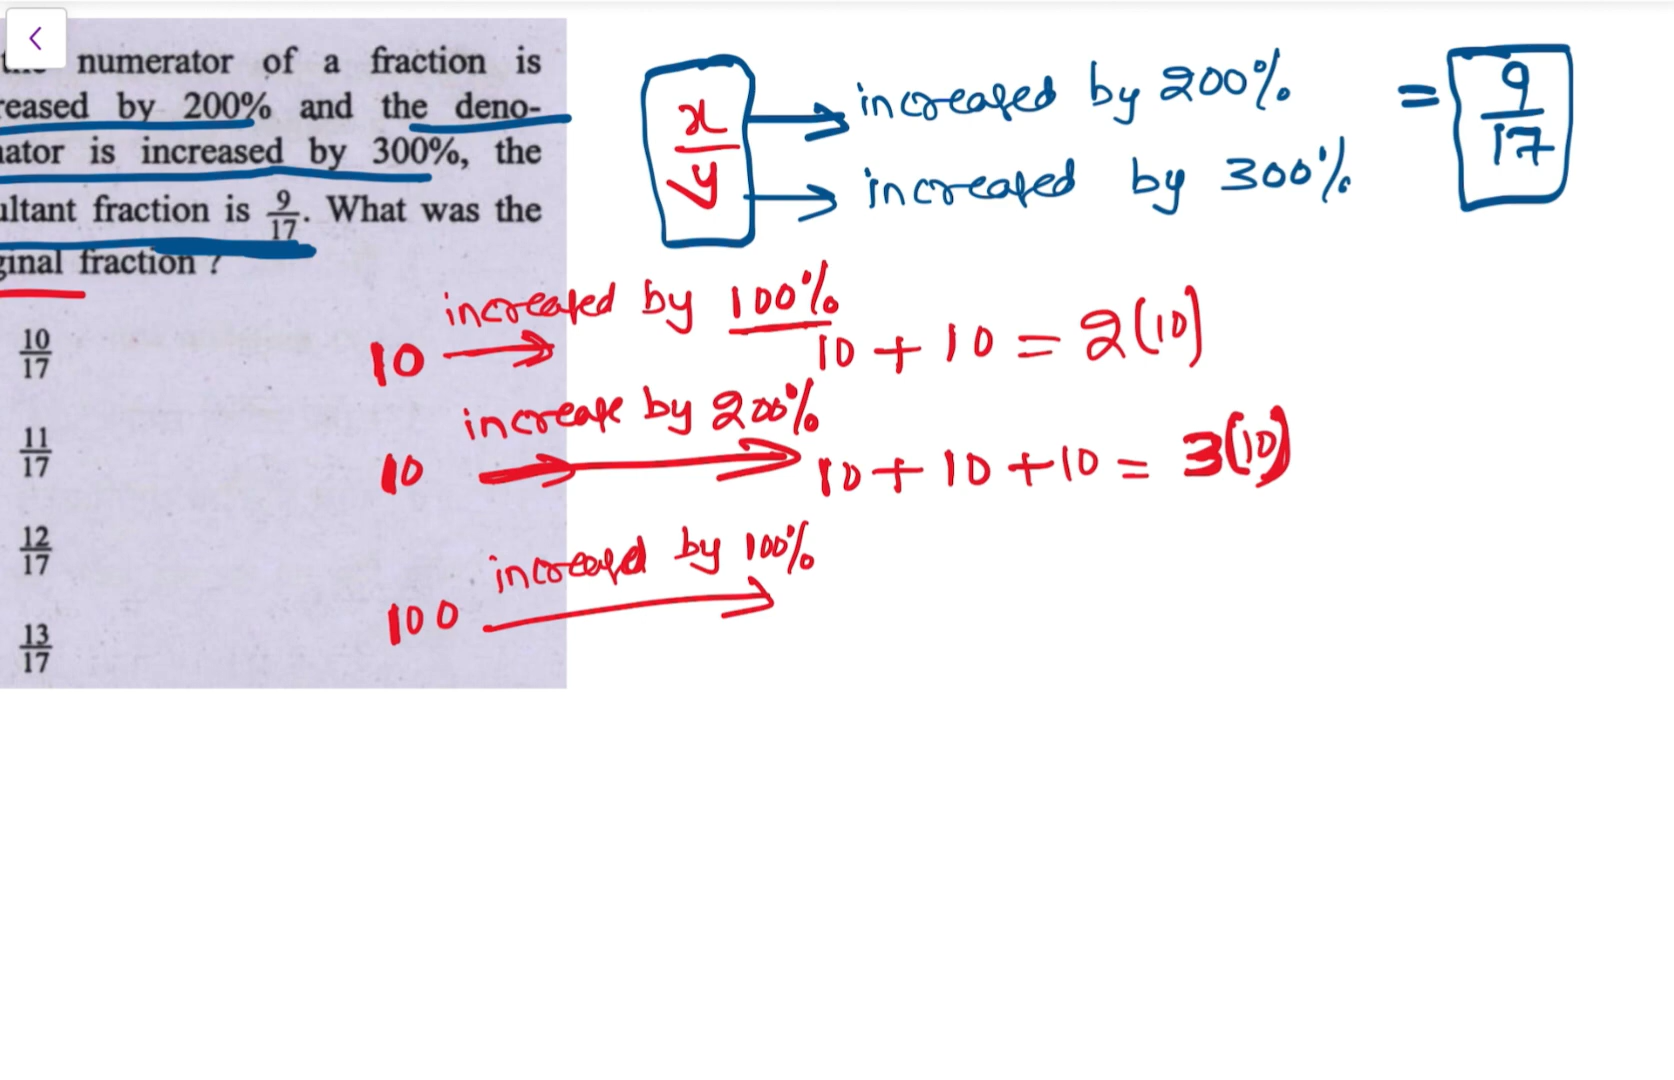 numerator of a fraction is
reased by 200% and the deno-
ator is increased by 300%, the
ultant fraction is 9/17. What was the
ginal fraction ?
10/17
11/17
12/17
13/17
x/y
increased by 200%
increased by 300%
= 9/17
10 increased by 100% 10 + 10 = 2(10)
10 increase by 200% 10 + 10 + 10 = 3(10)
100 increased by 100%